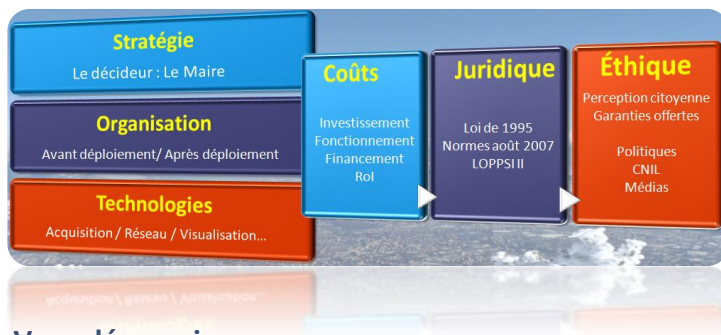 Stratégie
Le décideur : Le Maire
Organisation
Avant déploiement/ Après déploiement
Technologies
Acquisition / Réseau / Visualisation...
Coûts
Investissement
Fonctionnement
Financement
RoI
Juridique
Loi de 1995
Normes août 2007
LOPPSI II
Éthique
Perception citoyenne
Garanties offertes
Politiques
CNIL
Médias